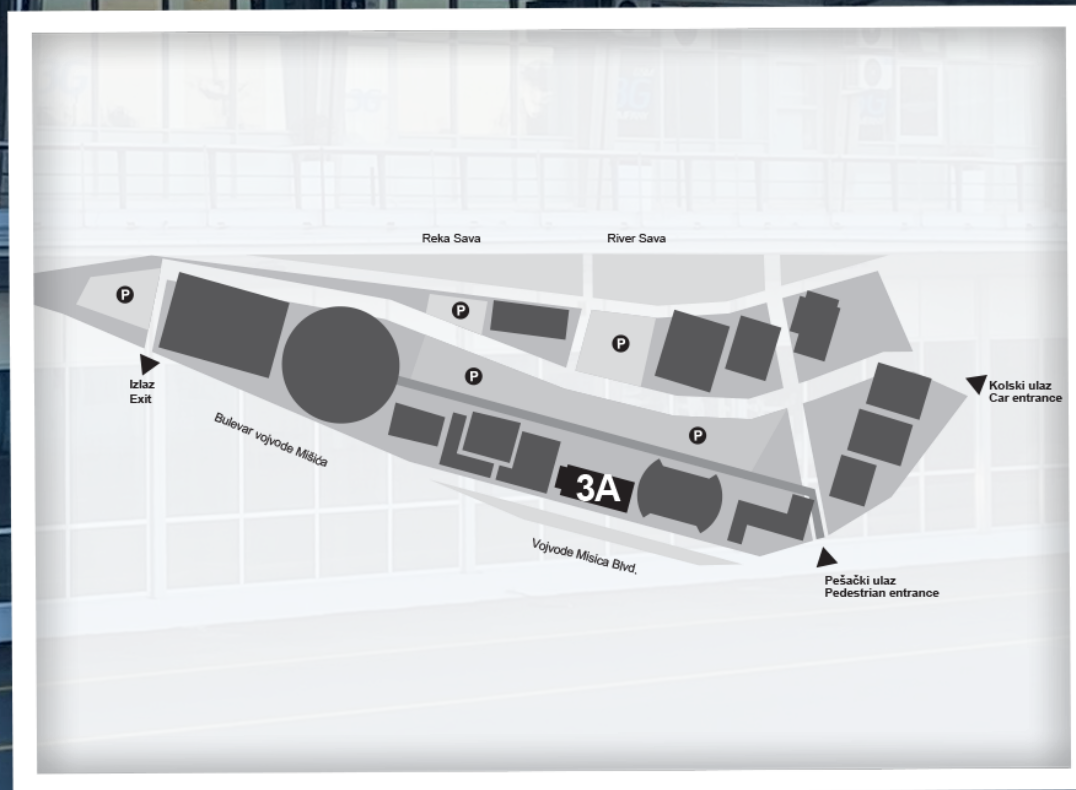 Reka Sava
River Sava
P
P
P
P
P
Izlaz
Exit
Kolski ulaz
Car entrance
Bulevar vojvode Mišića
3A
Vojvode Misica Blvd.
Pešački ulaz
Pedestrian entrance